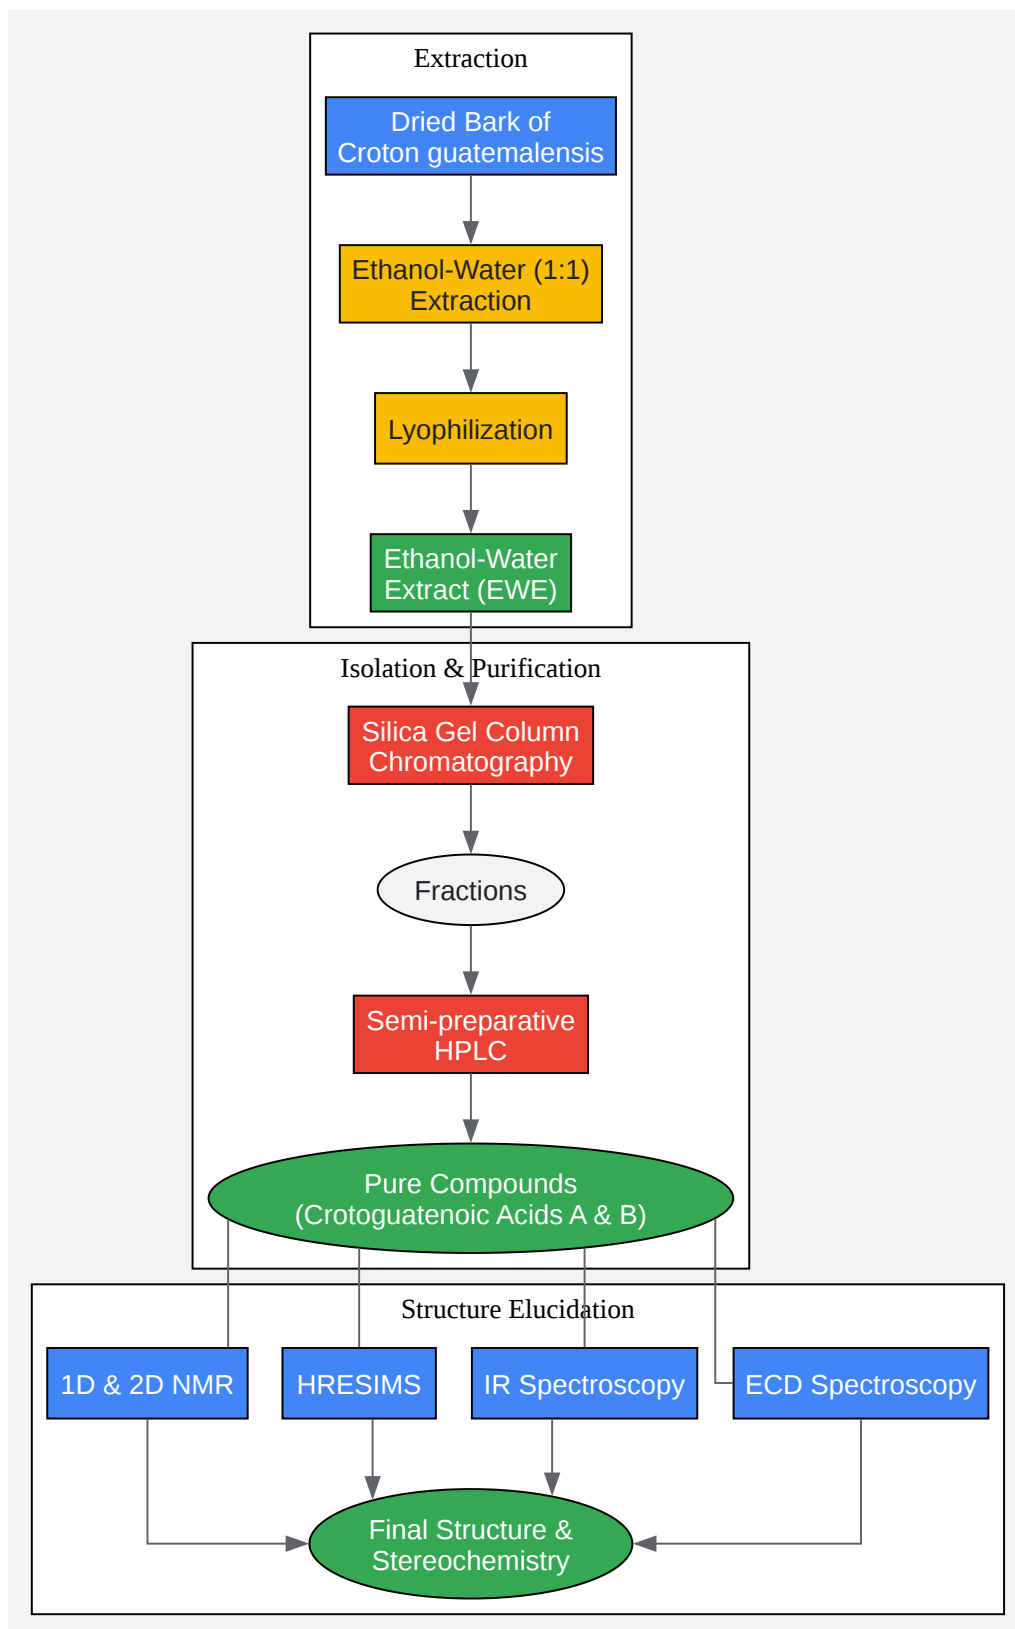 Extraction
Dried Bark of
Croton guatemalensis
Ethanol-Water (1:1)
Extraction
Lyophilization
Ethanol-Water
Extract (EWE)
Isolation & Purification
Silica Gel Column
Chromatography
Fractions
Semi-preparative
HPLC
Pure Compounds
(Crotoguatenoic Acids A & B)
Structure Elucidation
1D & 2D NMR
HRESIMS
IR Spectroscopy
ECD Spectroscopy
Final Structure &
Stereochemistry